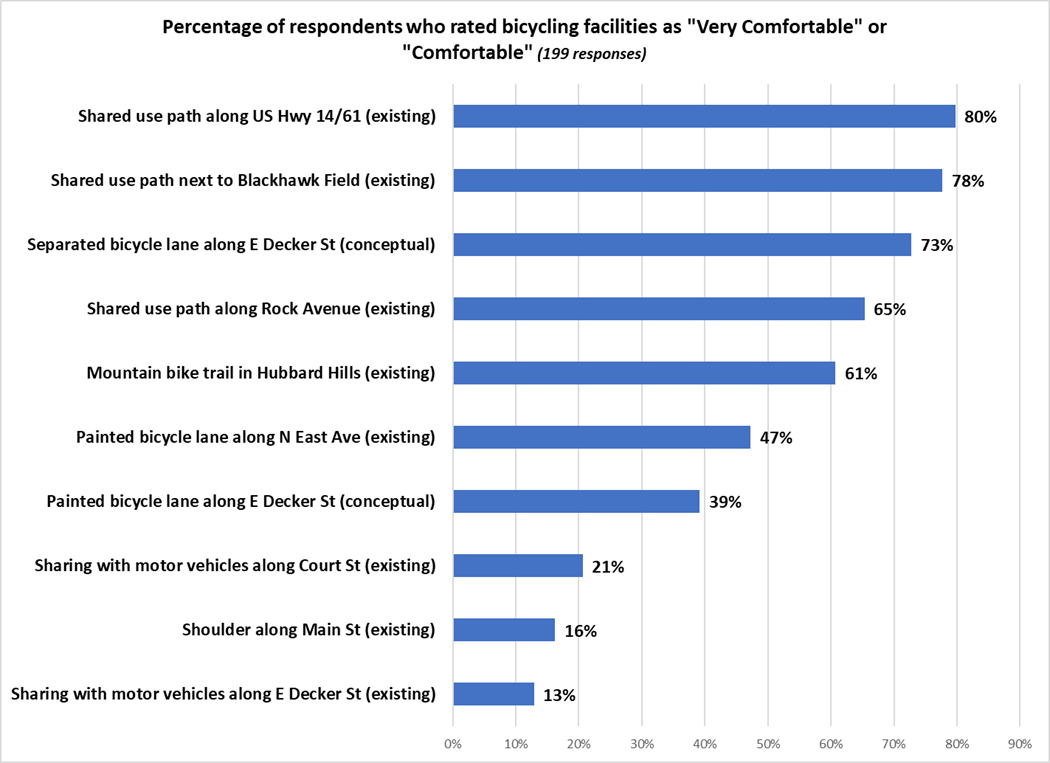 Percentage of respondents who rated bicycling facilities as "Very Comfortable" or
"Comfortable" (199 responses)
Shared use path along US Hwy 14/61 (existing) 80%
Shared use path next to Blackhawk Field (existing) 78%
Separated bicycle lane along E Decker St (conceptual) 73%
Shared use path along Rock Avenue (existing) 65%
Mountain bike trail in Hubbard Hills (existing) 61%
Painted bicycle lane along N East Ave (existing) 47%
Painted bicycle lane along E Decker St (conceptual) 39%
Sharing with motor vehicles along Court St (existing) 21%
Shoulder along Main St (existing) 16%
Sharing with motor vehicles along E Decker St (existing) 13%
0% 10% 20% 30% 40% 50% 60% 70% 80% 90%